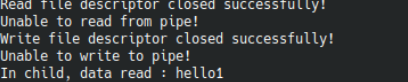 Read file descriptor closed successfully!
Unable to read from pipe!
Write file descriptor closed successfully!
Unable to write to pipe!
In child, data read : hello1